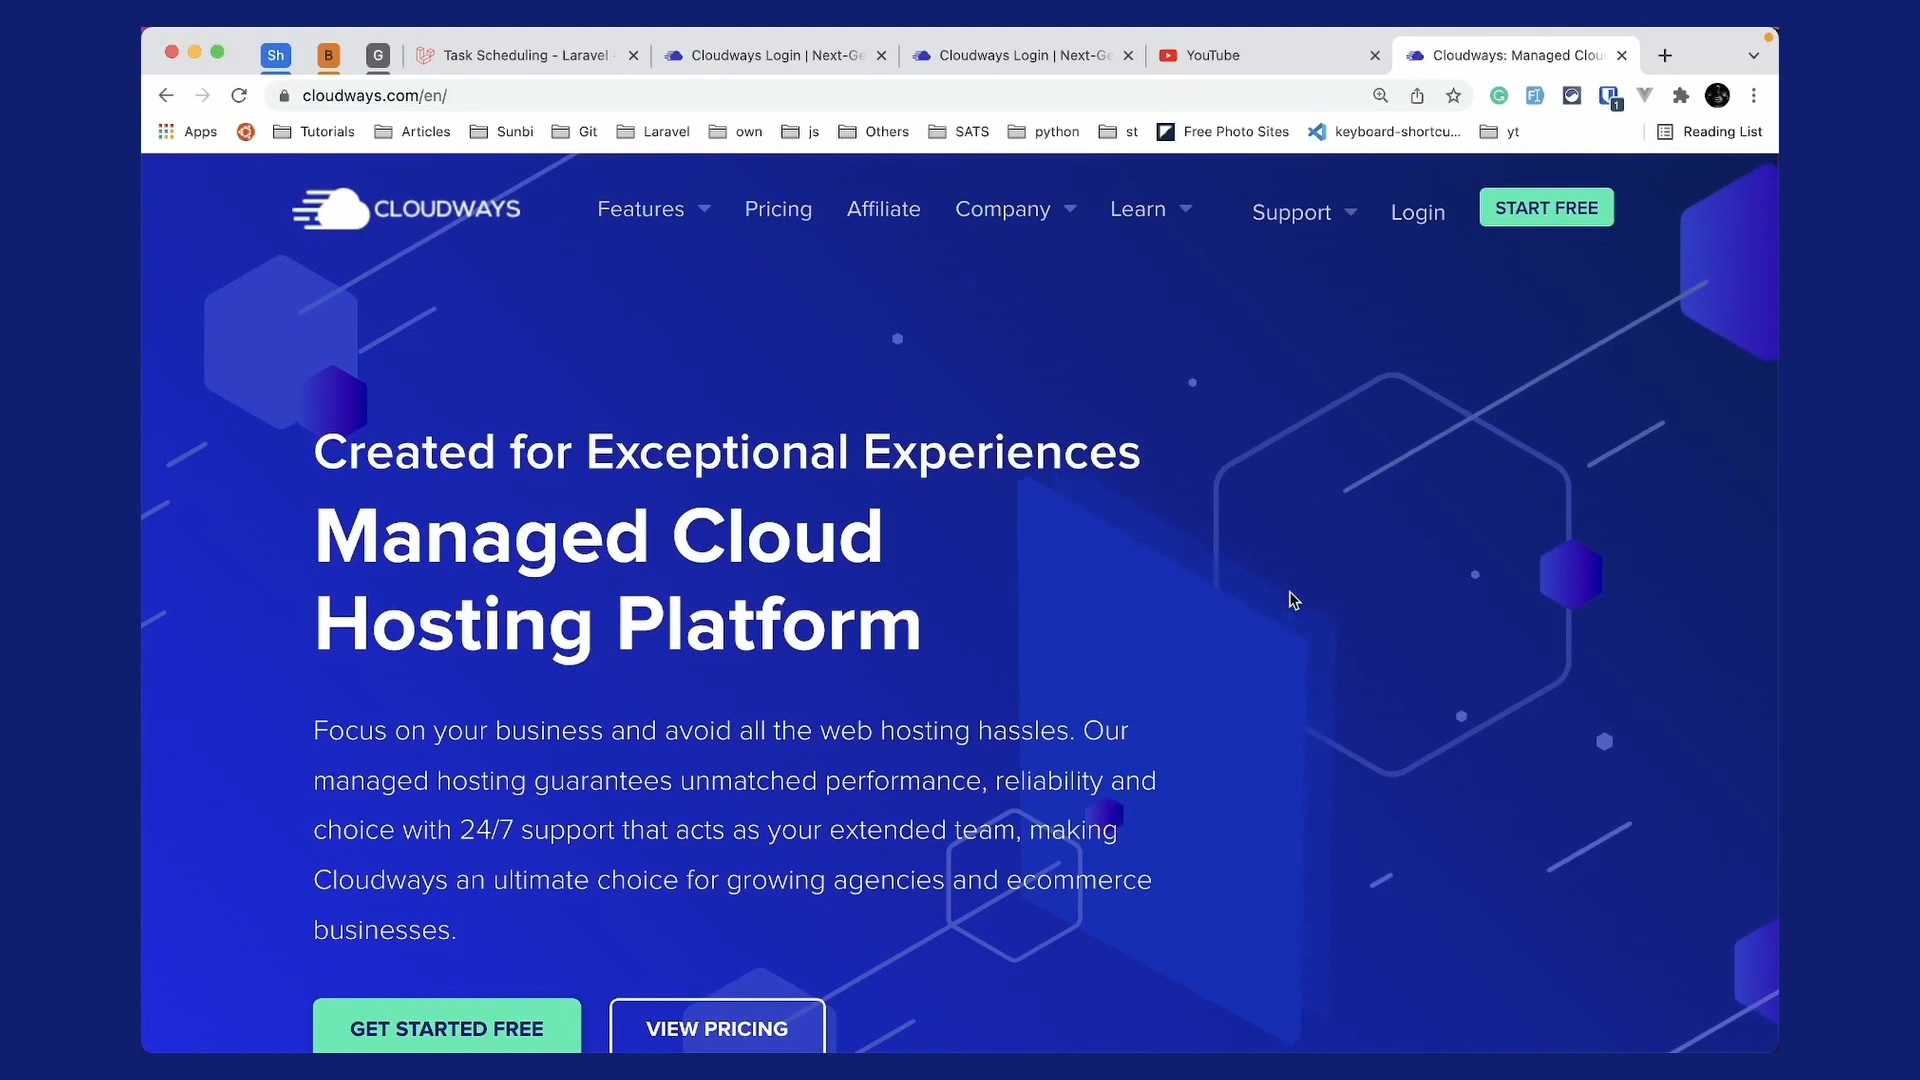 Sh
B
G
Task Scheduling - Laravel -
Cloudways Login | Next-Ge
Cloudways Login | Next-Ge
YouTube
Cloudways: Managed Clou
cloudways.com/en/
1
Apps
Tutorials
Articles
Sunbi
Git
Laravel
own
js
Others
SATS
python
st
Free Photo Sites
keyboard-shortcu...
yt
Reading List
CLOUDWAYS
Features
Pricing
Affiliate
Company
Learn
Support
Login
START FREE
Created for Exceptional Experiences
Managed Cloud
Hosting Platform
Focus on your business and avoid all the web hosting hassles. Our
managed hosting guarantees unmatched performance, reliability and
choice with 24/7 support that acts as your extended team, making
Cloudways an ultimate choice for growing agencies and ecommerce
businesses.
GET STARTED FREE
VIEW PRICING